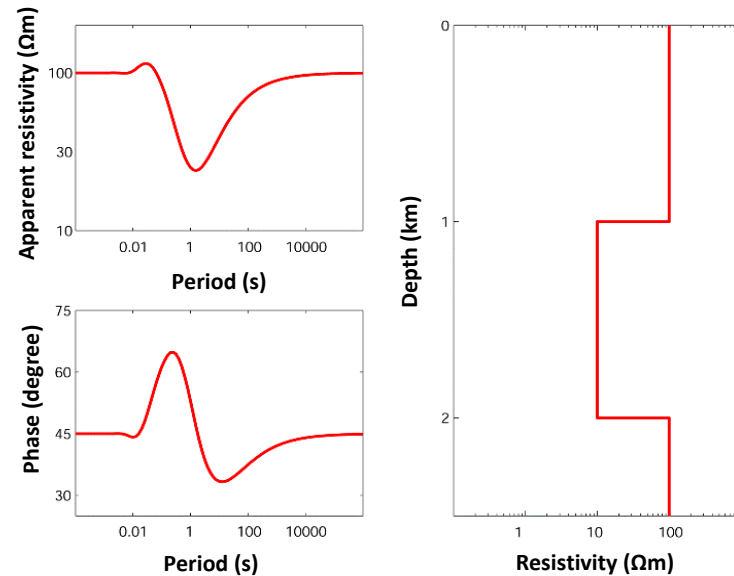 Apparent resistivity (Ωm)
100
30
10
0.01 1 100 10000
Period (s)
Phase (degree)
75
60
45
30
0.01 1 100 10000
Period (s)
Depth (km)
0
1
2
1 10 100
Resistivity (Ωm)